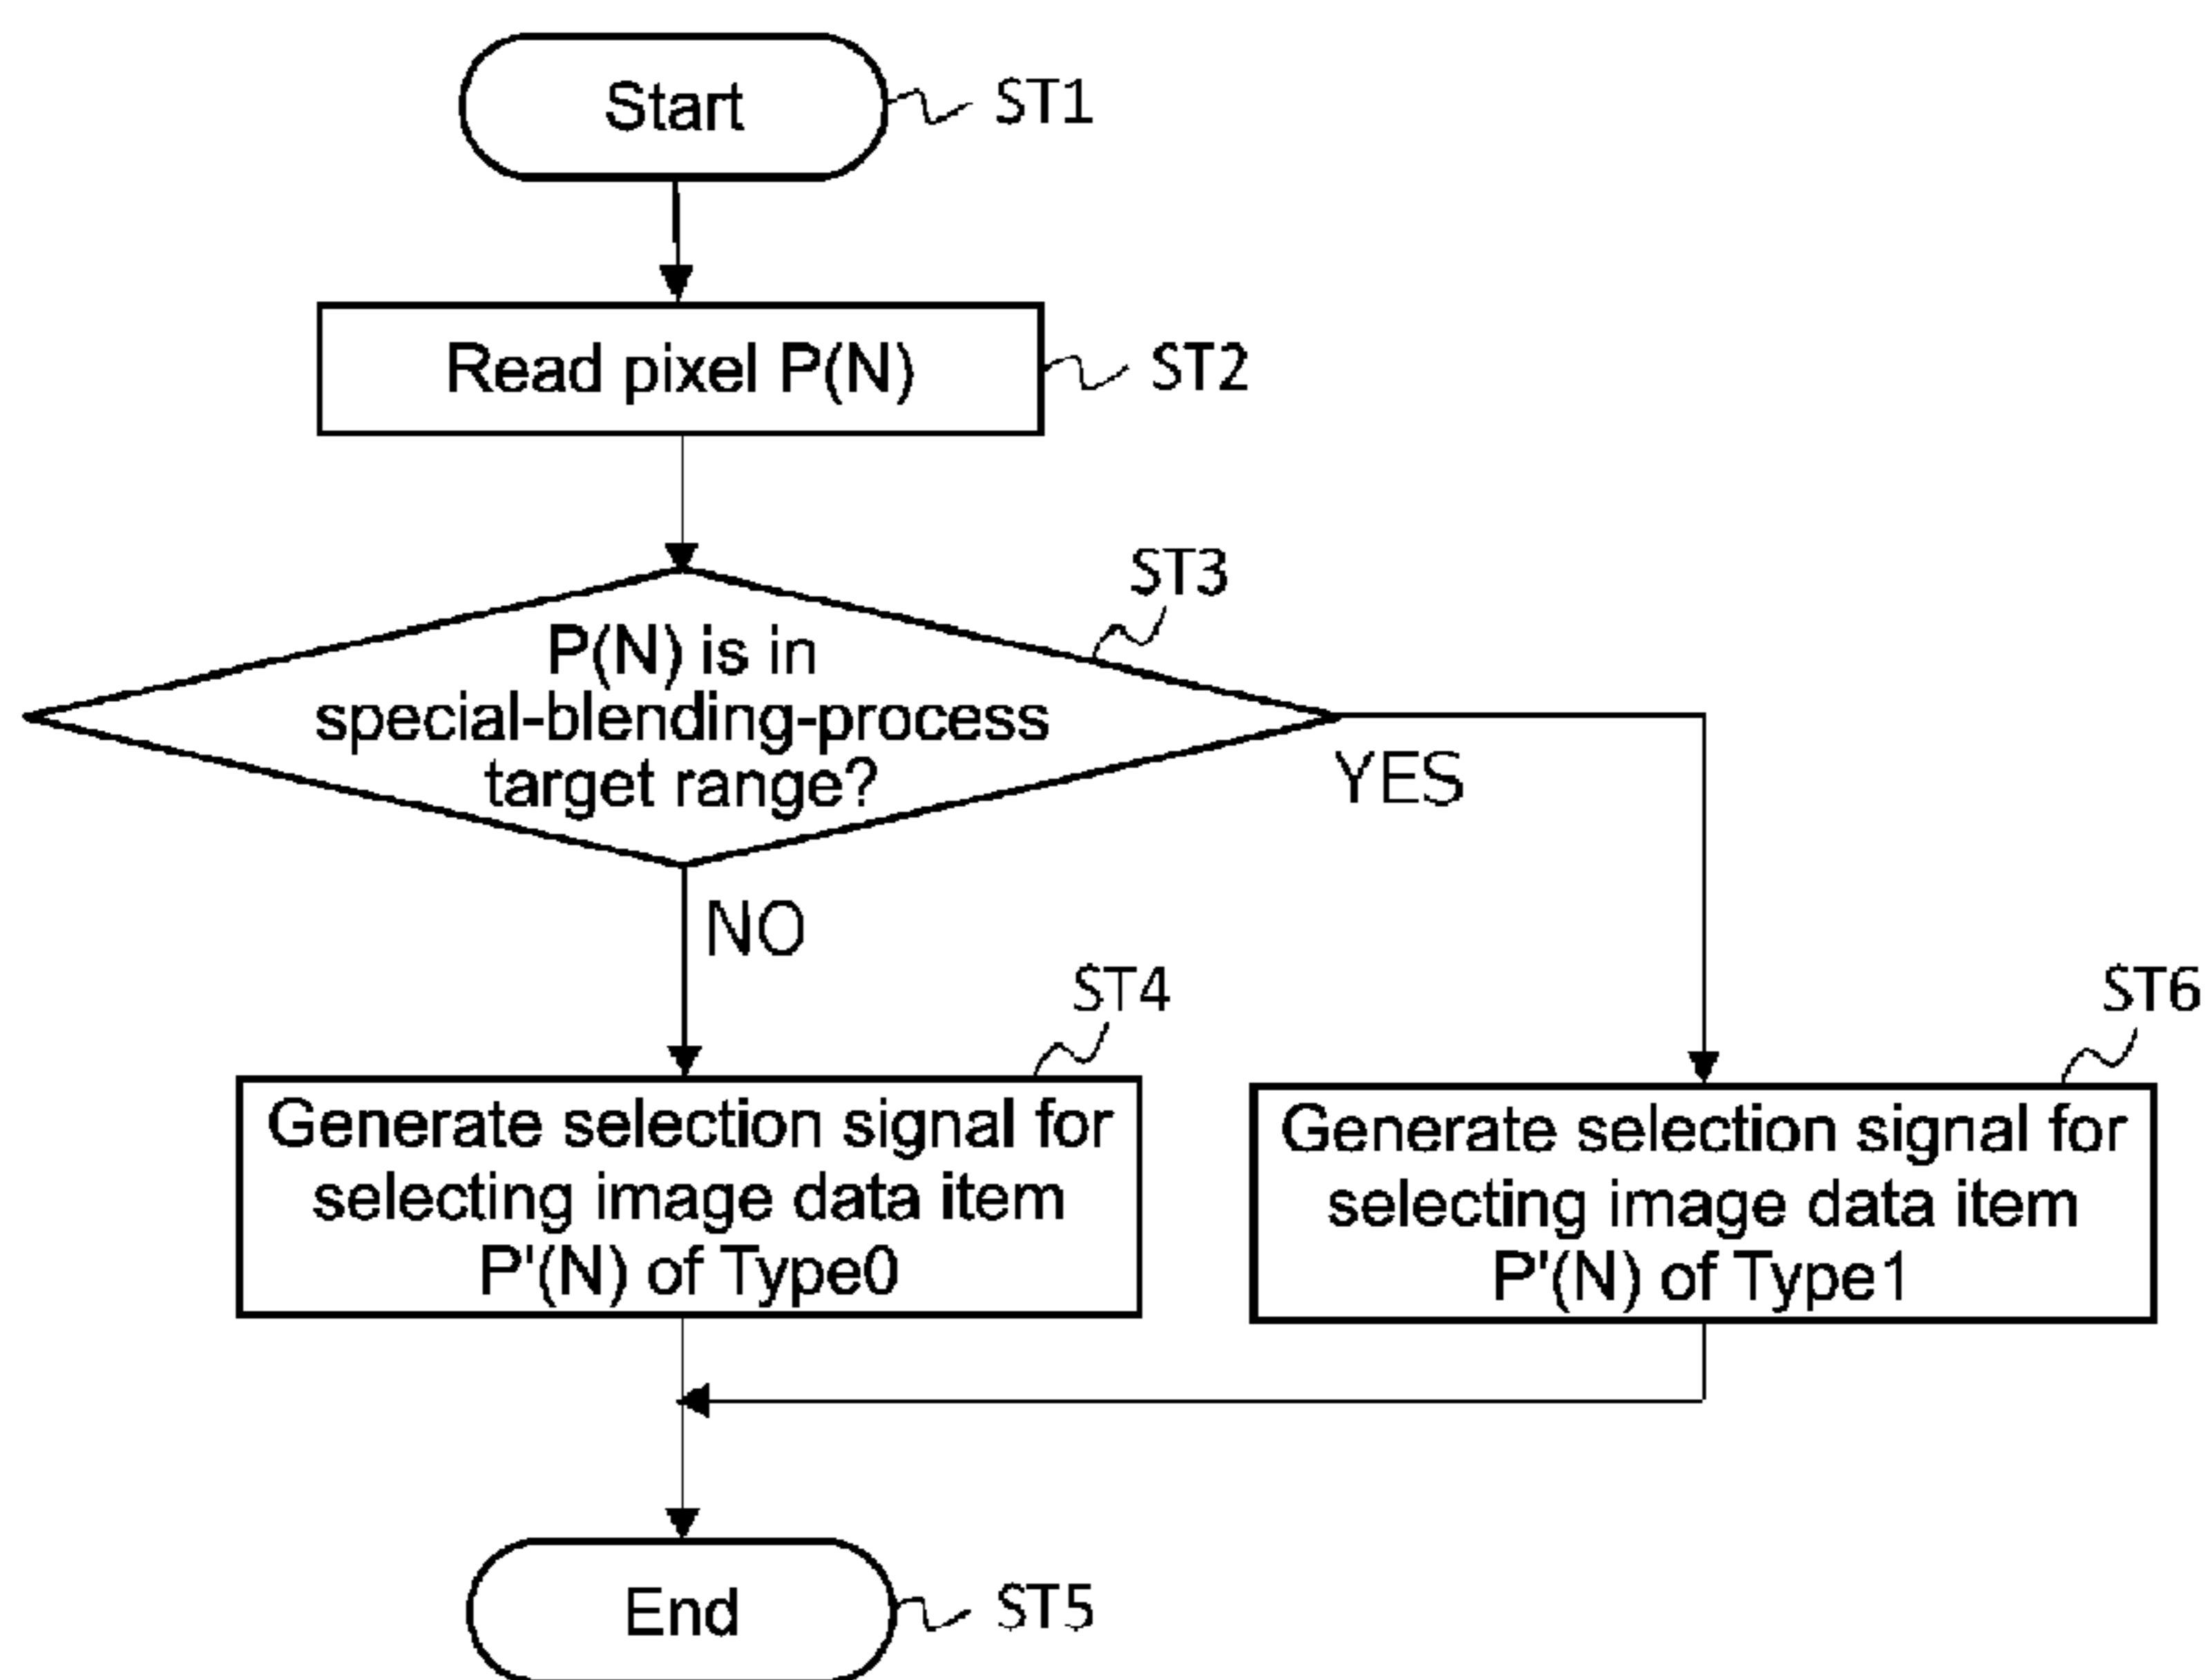 Start
ST1
Read pixel P(N)
ST2
ST3
P(N) is in
special-blending-process
target range?
YES
NO
ST4
ST6
Generate selection signal for
selecting image data item
P'(N) of Type0
Generate selection signal for
selecting image data item
P'(N) of Type1
End
ST5